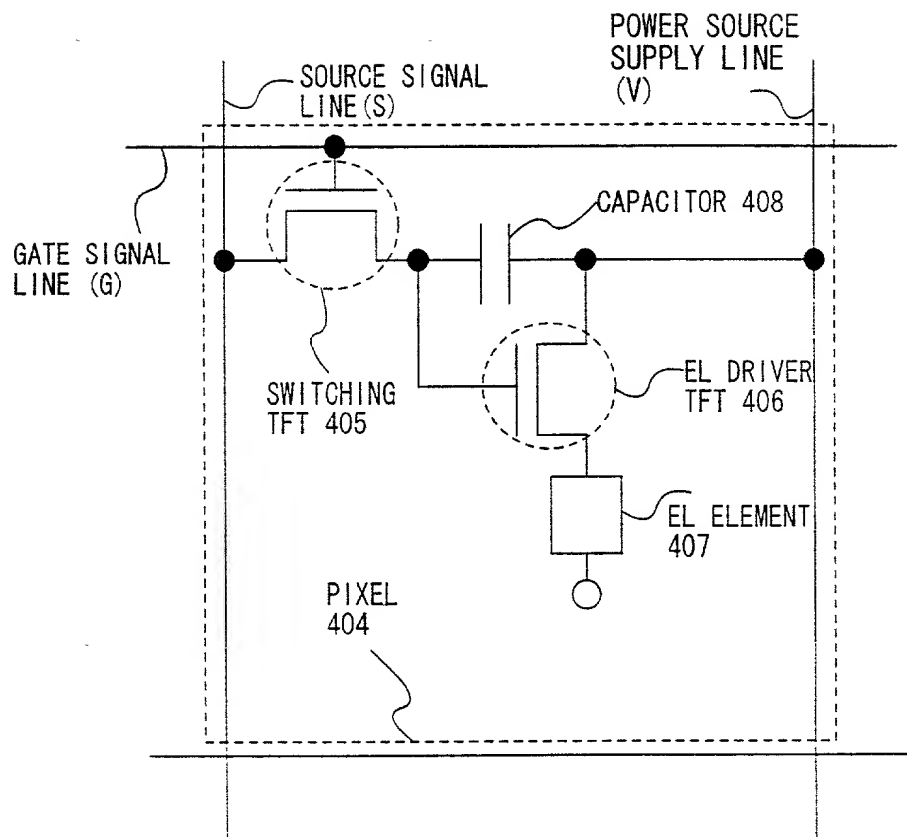 POWER SOURCE
SUPPLY LINE
(V)
SOURCE SIGNAL
LINE(S)
CAPACITOR 408
GATE SIGNAL
LINE (G)
SWITCHING
TFT 405
EL DRIVER
TFT 406
EL ELEMENT
407
PIXEL
404